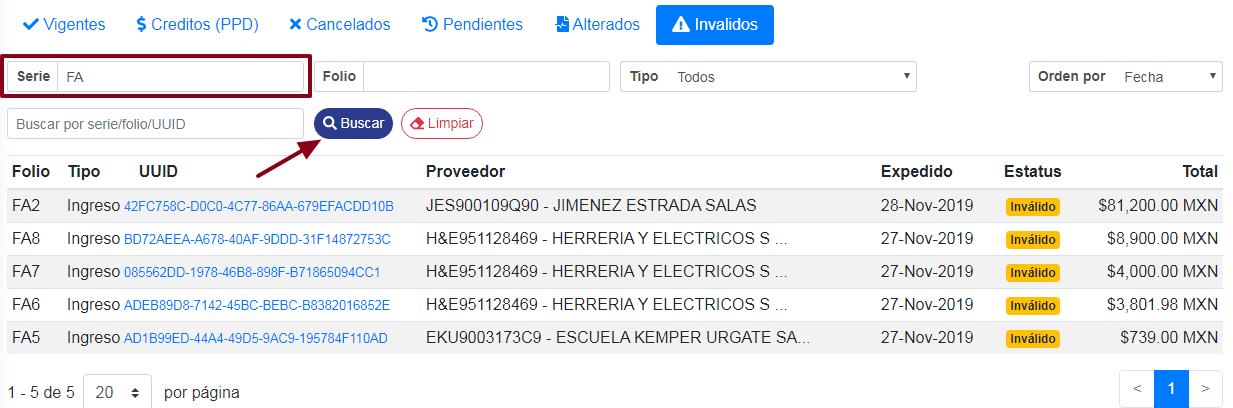 Vigentes Creditos (PPD) Cancelados Pendientes Alterados Invalidos
Serie FA Folio Tipo Todos Orden por Fecha
Buscar por serie/folio/UUID Buscar Limpiar
Folio Tipo UUID Proveedor Expedido Estatus Total
FA2 Ingreso 42FC758C-D0C0-4C77-86AA-679EFACDD10B JES900109Q90 - JIMENEZ ESTRADA SALAS 28-Nov-2019 Inválido $81,200.00 MXN
FA8 Ingreso BD72AEEA-A678-40AF-9DDD-31F14872753C H&E951128469 - HERRERIA Y ELECTRICOS S ... 27-Nov-2019 Inválido $8,900.00 MXN
FA7 Ingreso 085562DD-1978-46B8-898F-B71865094CC1 H&E951128469 - HERRERIA Y ELECTRICOS S ... 27-Nov-2019 Inválido $4,000.00 MXN
FA6 Ingreso ADEB89D8-7142-45BC-BEBC-B8382016852E H&E951128469 - HERRERIA Y ELECTRICOS S ... 27-Nov-2019 Inválido $3,801.98 MXN
FA5 Ingreso AD1B99ED-44A4-49D5-9AC9-195784F110AD EKU9003173C9 - ESCUELA KEMPER URGATE SA... 27-Nov-2019 Inválido $739.00 MXN
1 - 5 de 5 20 por página < 1 >